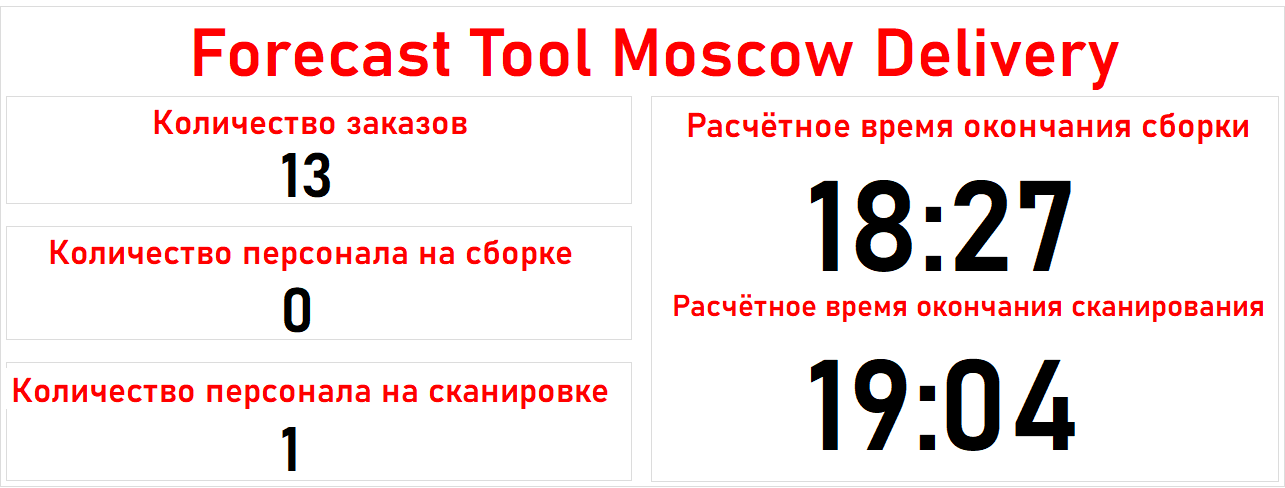 Forecast Tool Moscow Delivery
Количество заказов
13
Количество персонала на сборке
0
Количество персонала на сканировке
1
Расчётное время окончания сборки
18:27
Расчётное время окончания сканирования
19:04